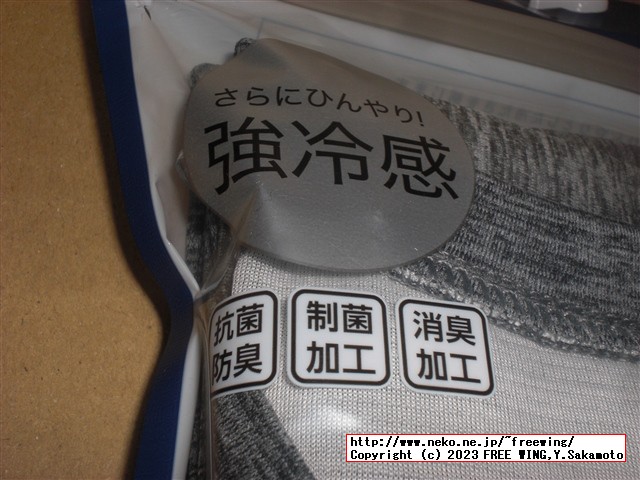 さらにひんやり!
強冷感
抗菌
防臭
制菌
加工
消臭
加工
http://www.neko.ne.jp/~freewing/
Copyright (c) 2023 FREE WING,Y.Sakamoto